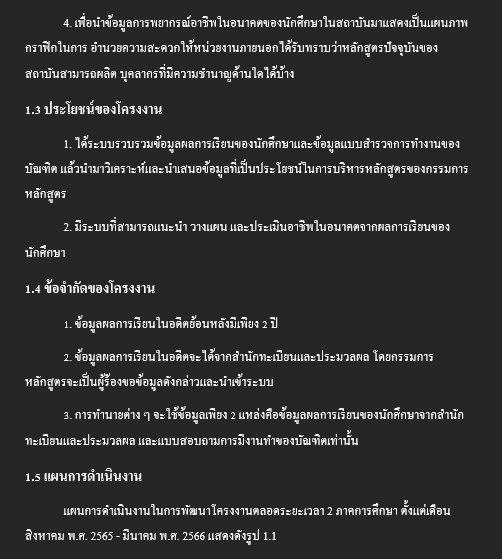 4. เพื่อนำข้อมูลการพยากรณ์อาชีพในอนาคตของนักศึกษาในสถาบันมาแสดงเป็นแผนภาพ
กราฟิกในการ อำนวยความสะดวกให้หน่วยงานภายนอกได้รับทราบว่าหลักสูตรปัจจุบันของ
สถาบันสามารถผลิต บุคลากรที่มีความชำนาญด้านใดได้บ้าง
1.3 ประโยชน์ของโครงงาน
1. ได้ระบบรวบรวมข้อมูลผลการเรียนของนักศึกษาและข้อมูลแบบสำรวจการทำงานของ
บัณฑิต แล้วนำมาวิเคราะห์และนำเสนอข้อมูลที่เป็นประโยชน์ในการบริหารหลักสูตรของกรรมการ
หลักสูตร
2. มีระบบที่สามารถแนะนำ วางแผน และประเมินอาชีพในอนาคตจากผลการเรียนของ
นักศึกษา
1.4 ข้อจำกัดของโครงงาน
1. ข้อมูลผลการเรียนในอดีตย้อนหลังมีเพียง 2 ปี
2. ข้อมูลผลการเรียนในอดีตจะได้จากสำนักทะเบียนและประมวลผล โดยกรรมการ
หลักสูตรจะเป็นผู้ร้องขอข้อมูลดังกล่าวและนำเข้าระบบ
3. การทำนายต่าง ๆ จะใช้ข้อมูลเพียง 2 แหล่งคือข้อมูลผลการเรียนของนักศึกษาจากสำนัก
ทะเบียนและประมวลผล และแบบสอบถามการมีงานทำของบัณฑิตเท่านั้น
1.5 แผนการดำเนินงาน
แผนการดำเนินงานในการพัฒนาโครงงานตลอดระยะเวลา 2 ภาคการศึกษา ตั้งแต่เดือน
สิงหาคม พ.ศ. 2565 - มีนาคม พ.ศ. 2566 แสดงดังรูป 1.1